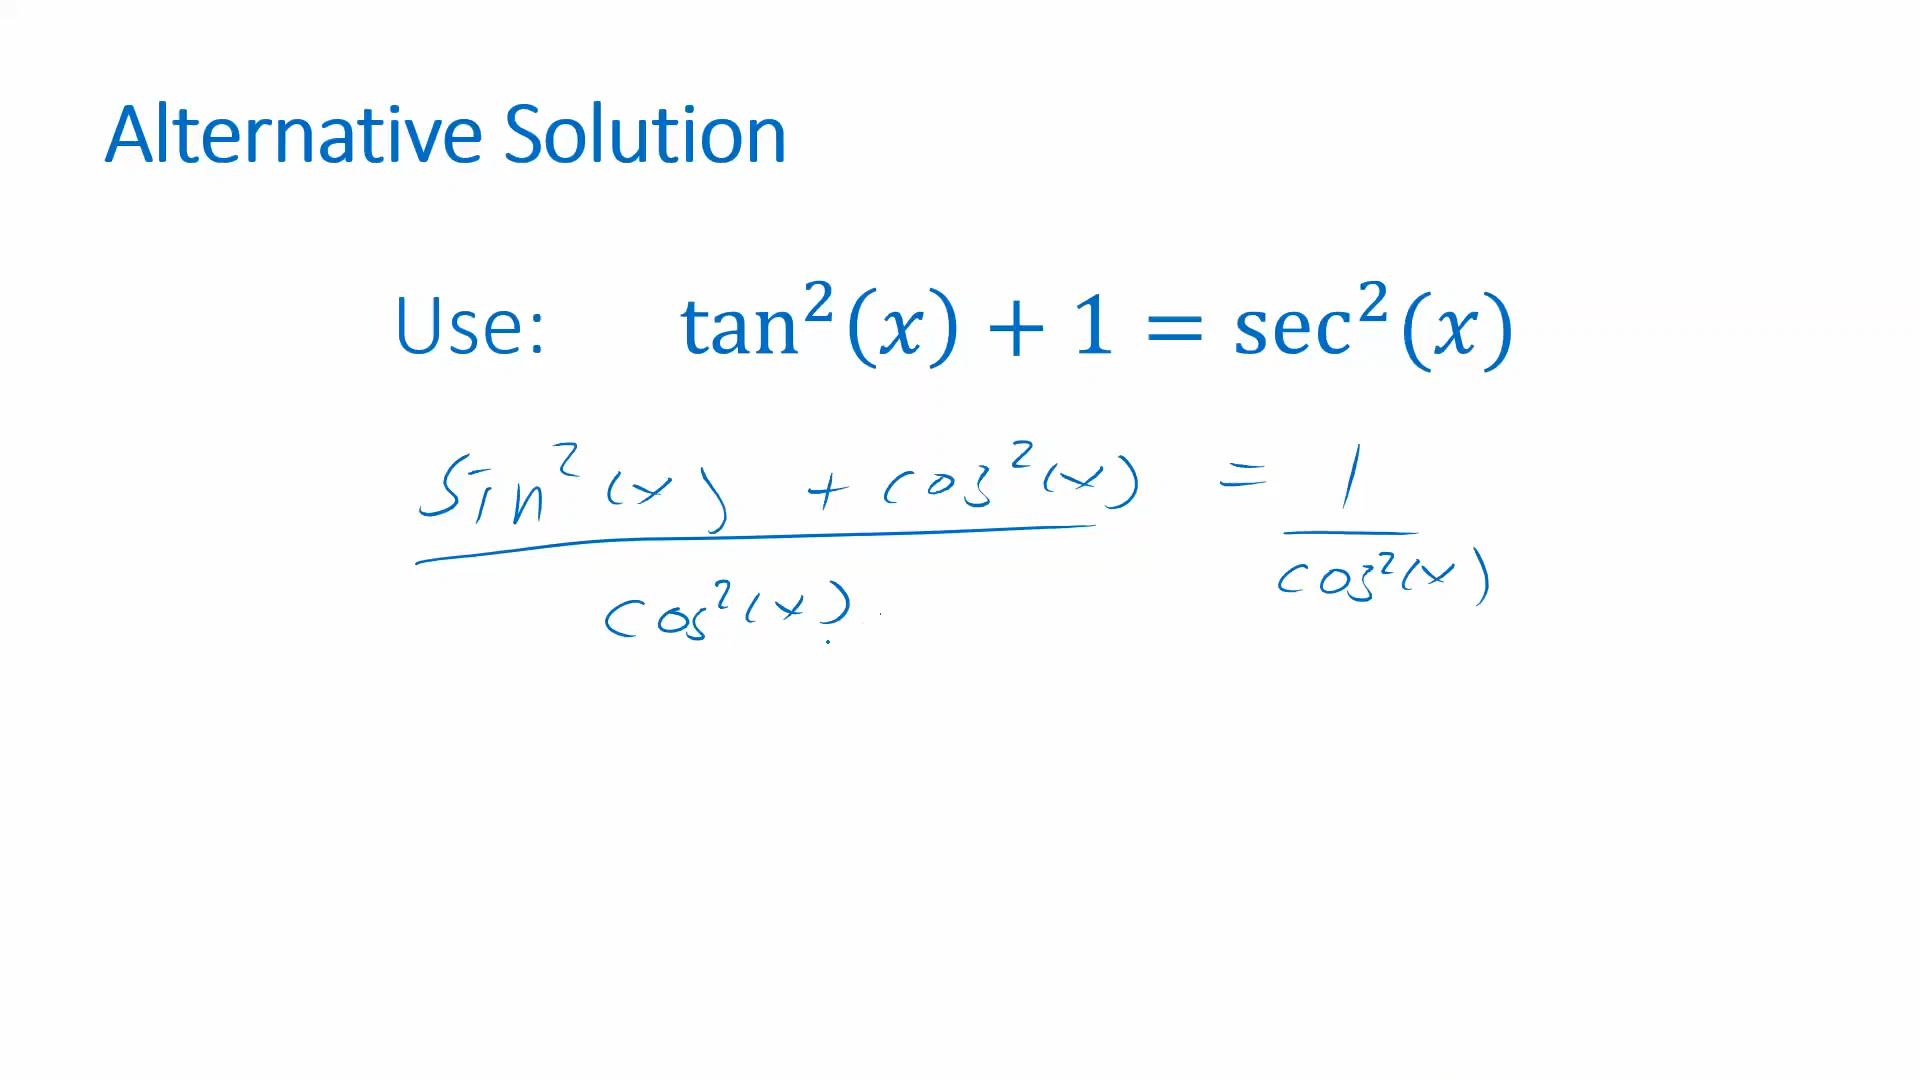 Alternative Solution
Use: tan²(x) + 1 = sec²(x)
sin²(x) + cos²(x) = 1
cos²(x) cos²(x)